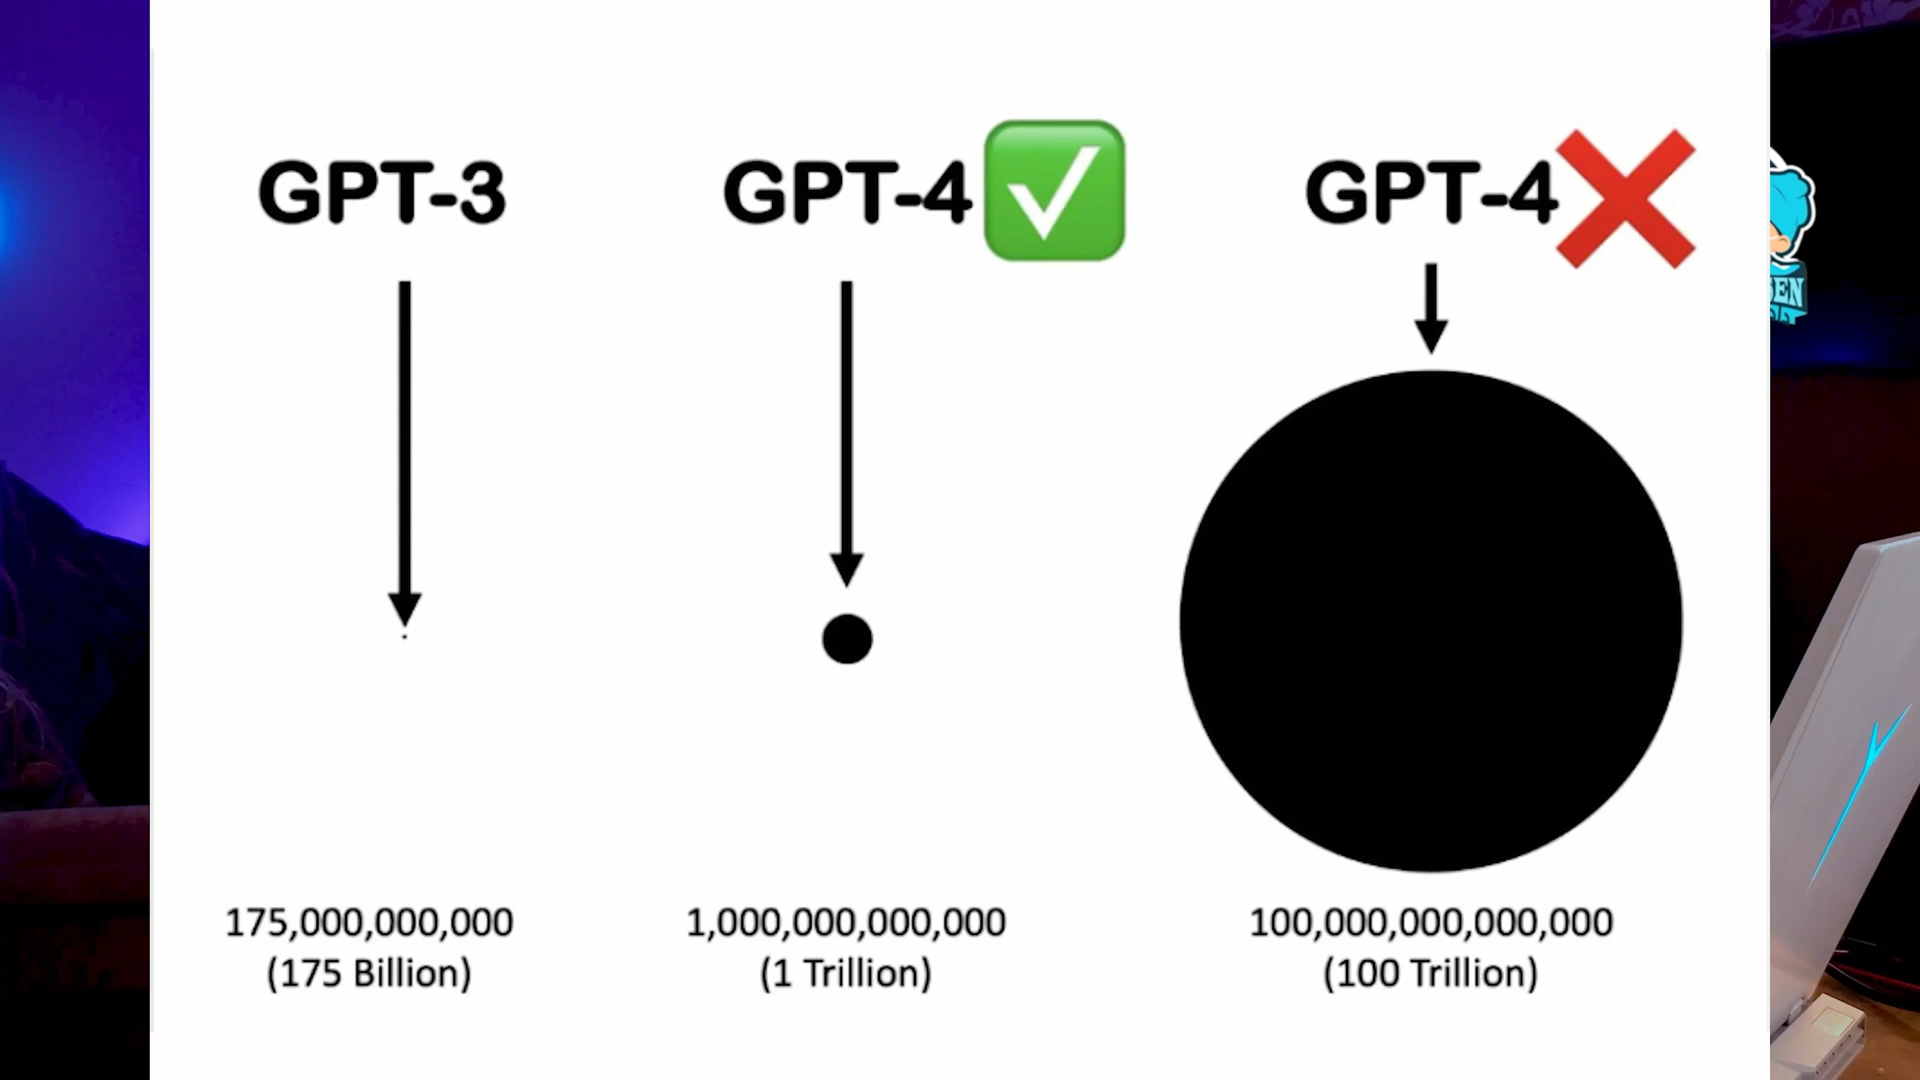 GPT-3
GPT-4
GPT-4
175,000,000,000
(175 Billion)
1,000,000,000,000
(1 Trillion)
100,000,000,000,000
(100 Trillion)